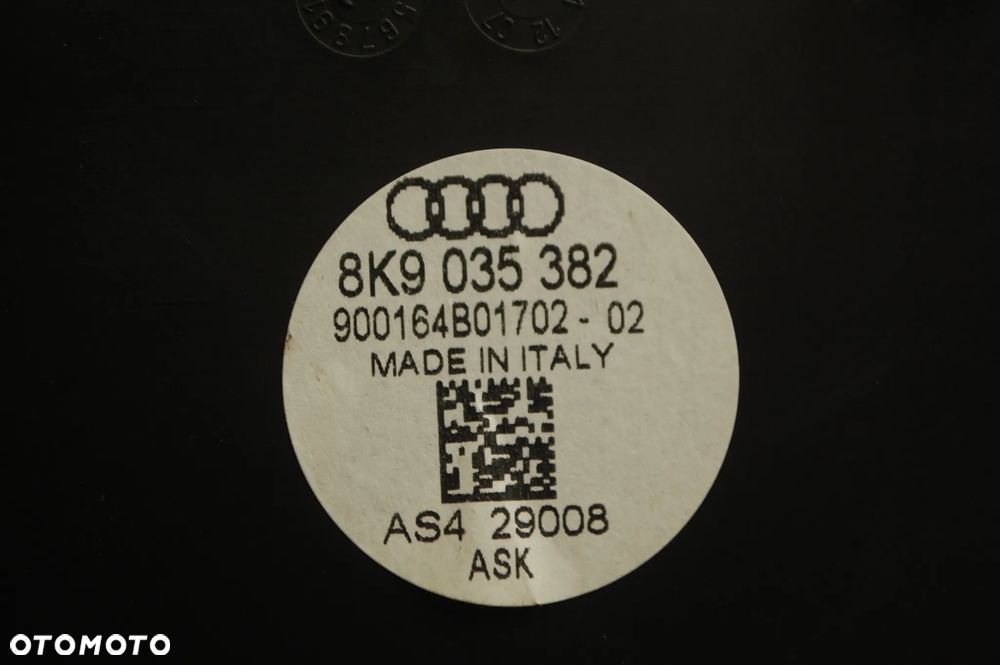 8K9 035 382
900164B01702 - 02
MADE IN ITALY
AS4 29008
ASK
OTOMOTO